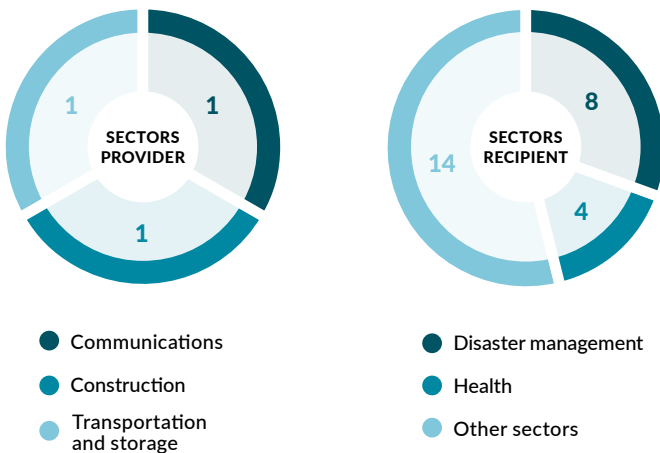 1
1
SECTORS
PROVIDER
1
Communications
Construction
Transportation
and storage
8
SECTORS
RECIPIENT
14
4
Disaster management
Health
Other sectors